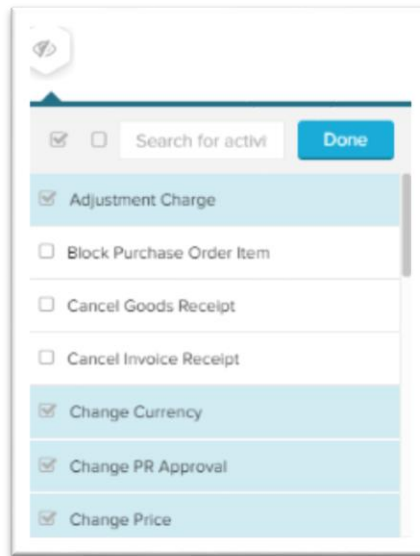 Search for activi Done
Adjustment Charge
Block Purchase Order Item
Cancel Goods Receipt
Cancel Invoice Receipt
Change Currency
Change PR Approval
Change Price